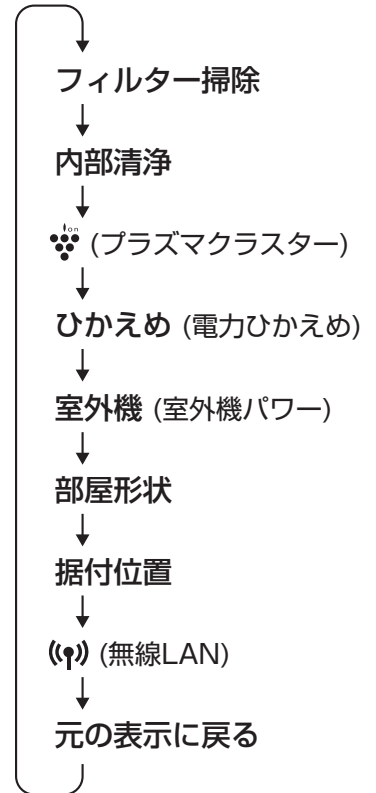 フィルター掃除
内部清浄
ion (プラズマクラスター)
ひかえめ (電力ひかえめ)
室外機 (室外機パワー)
部屋形状
据付位置
(無線LAN)
元の表示に戻る